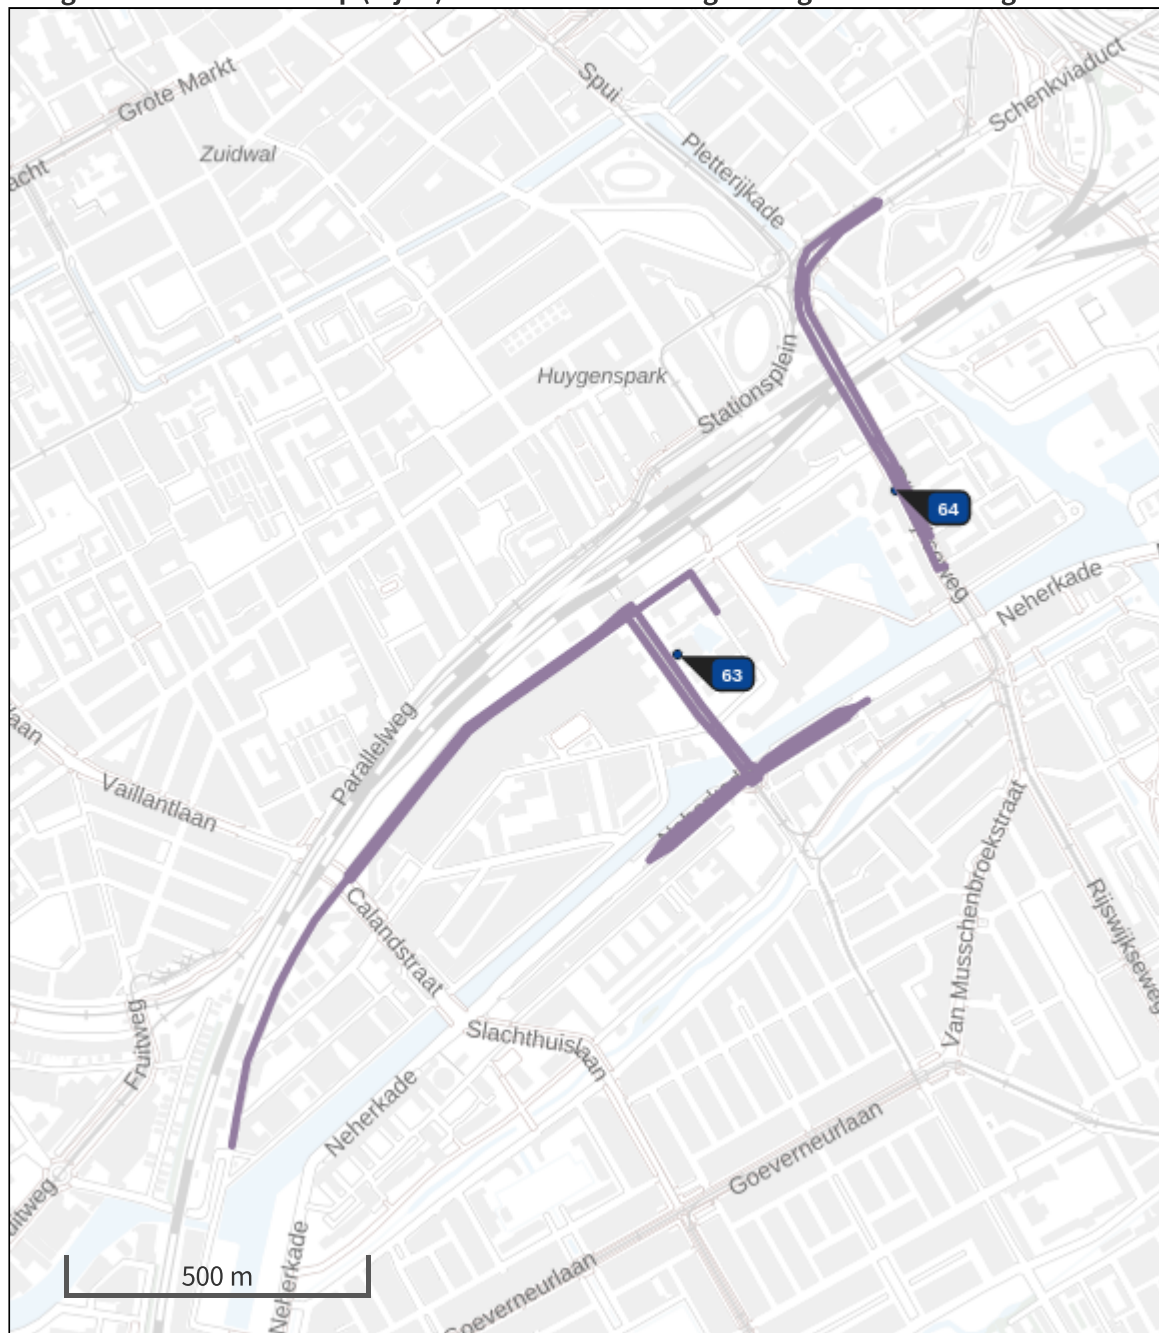 Grote Markt
Spui
Schenkviaduct
Zuidwal
Pletterijkade
acht
Huygenspark
Stationsplein
64
Neherkade
63
Parallelweg
Vaillantlaan
Calandstraat
Van Musschenbroekstraat
Rijswijkseweg
Slachthuislaan
Fruitweg
Neherkade
Goeverneurlaan
Neherkade
500 m
Goeverneurlaan